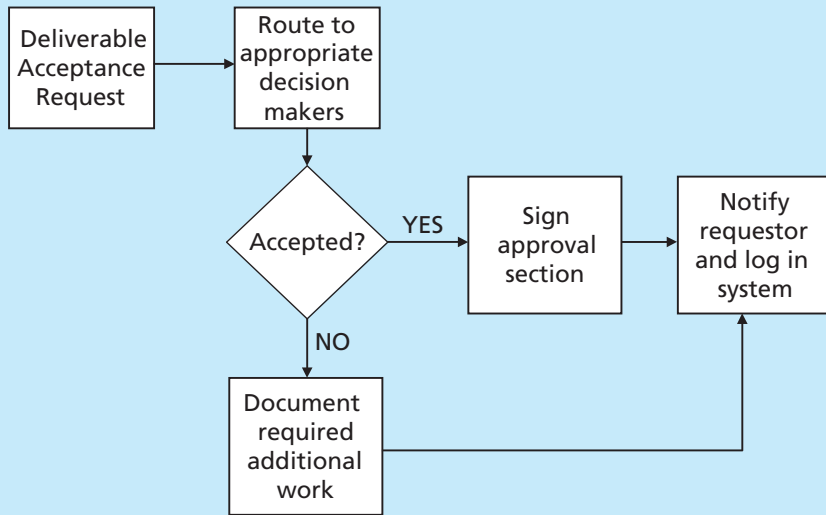 Deliverable
Acceptance
Request
Route to
appropriate
decision
makers
Accepted?
YES
Sign
approval
section
Notify
requestor
and log in
system
NO
Document
required
additional
work